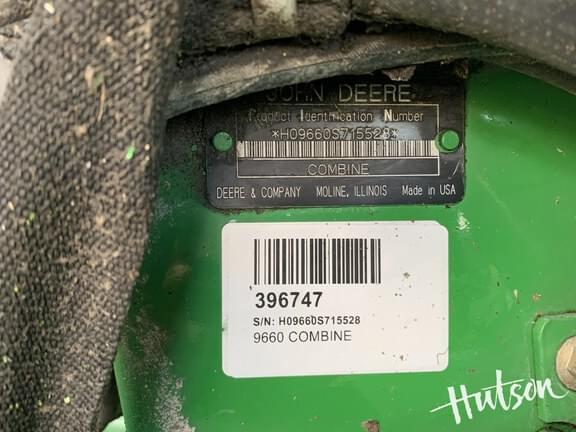 JOHN DEERE
Product Identification Number
*H09660S715528*
COMBINE
DEERE & COMPANY MOLINE, ILLINOIS Made in USA
396747
S/N: H09660S715528
9660 COMBINE
Hutson